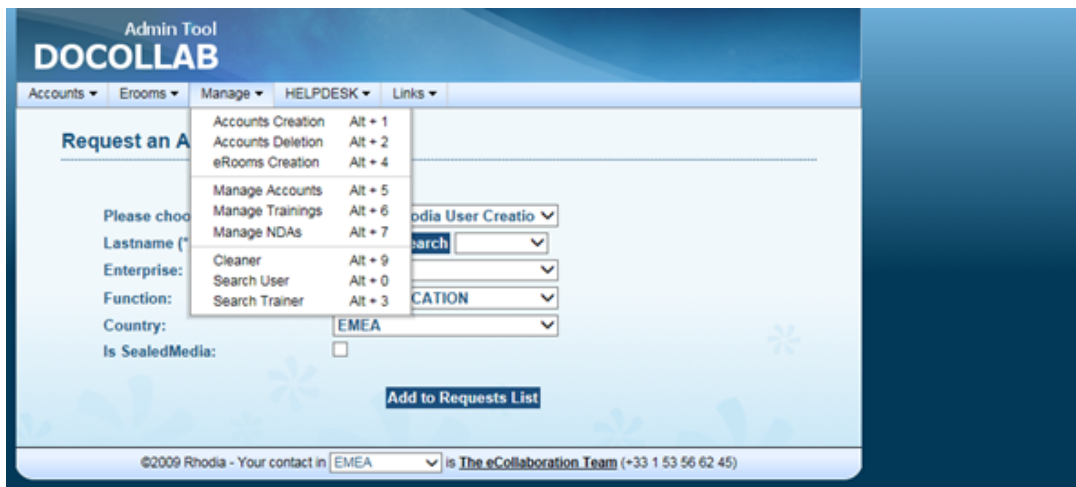 Admin Tool
DOCOLLAB
Accounts Erooms Manage HELPDESK Links
Accounts Creation Alt + 1
Accounts Deletion Alt + 2
eRooms Creation Alt + 4
Manage Accounts Alt + 5
Manage Trainings Alt + 6
Manage NDAs Alt + 7
Cleaner Alt + 9
Search User Alt + 0
Search Trainer Alt + 3
Request an A
Please choo odia User Creatio
Lastname (* earch
Enterprise:
Function: CATION
Country: EMEA
Is SealedMedia:
Add to Requests List
©2009 Rhodia - Your contact in EMEA is The eCollaboration Team (+33 1 53 56 62 45)